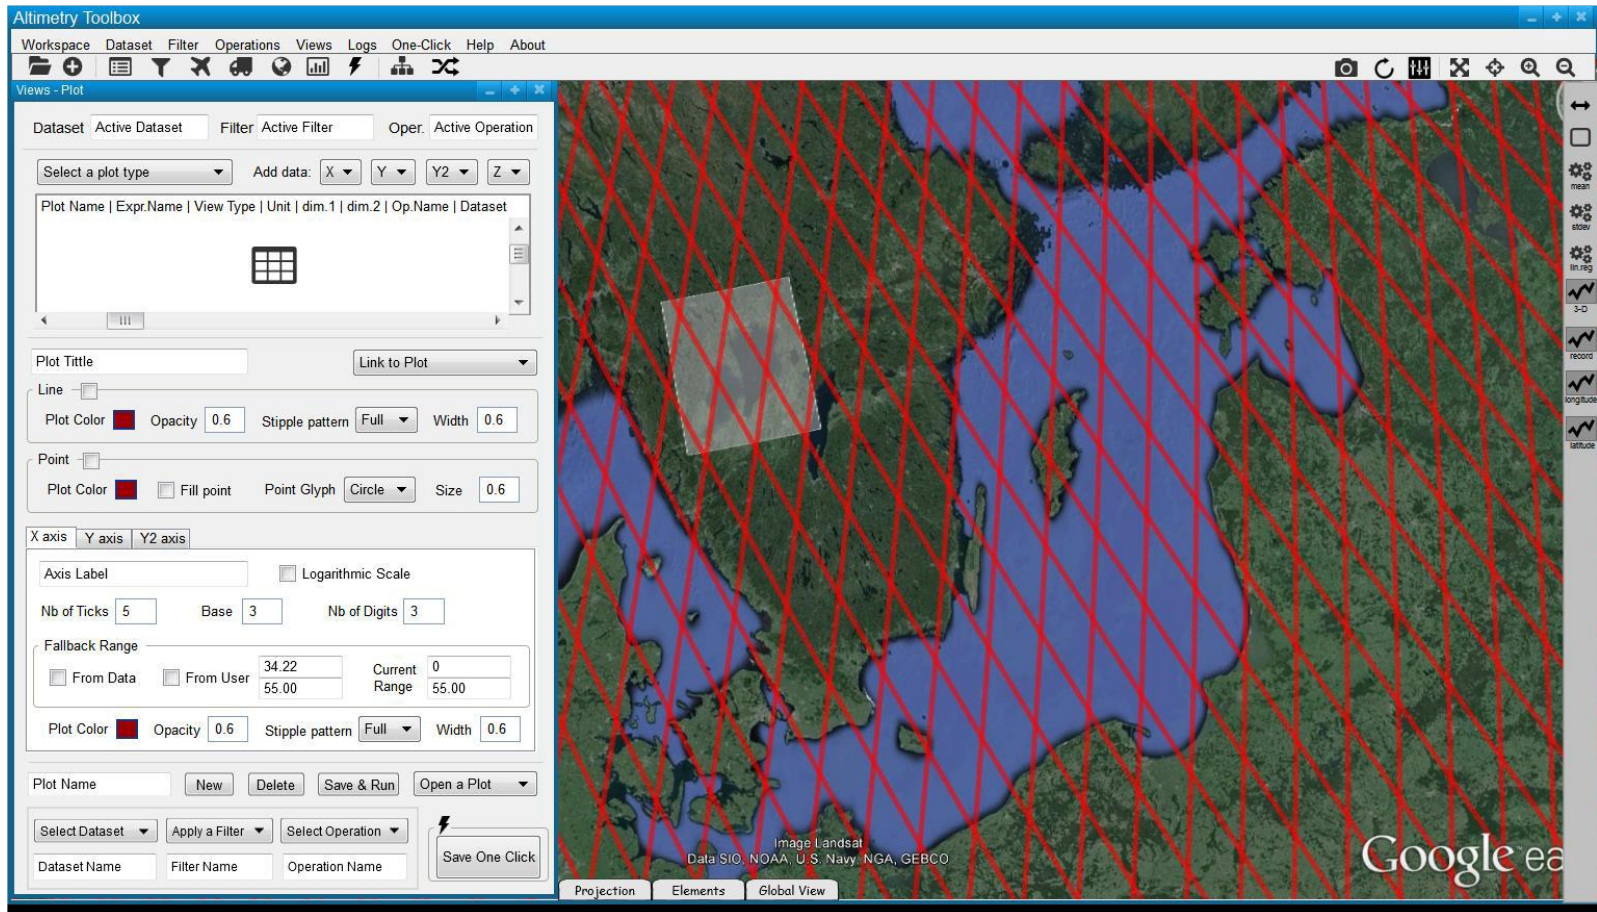 Altimetry Toolbox
Workspace Dataset Filter Operations Views Logs One-Click Help About
Views - Plot
Dataset Active Dataset Filter Active Filter Oper. Active Operation
Select a plot type Add data: X Y Y2 Z
Plot Name | Expr.Name | View Type | Unit | dim.1 | dim.2 | Op.Name | Dataset
Plot Tittle Link to Plot
Line
Plot Color Opacity 0.6 Stipple pattern Full Width 0.6
Point
Plot Color Fill point Point Glyph Circle Size 0.6
X axis Y axis Y2 axis
Axis Label Logarithmic Scale
Nb of Ticks 5 Base 3 Nb of Digits 3
Fallback Range
From Data From User 34.22 55.00 Current Range 0 55.00
Plot Color Opacity 0.6 Stipple pattern Full Width 0.6
Plot Name New Delete Save & Run Open a Plot
Select Dataset Apply a Filter Select Operation
Dataset Name Filter Name Operation Name
Save One Click
mean
stdev
lin.reg
3-D
record
longitude
latitude
Image Landsat
Data SIO, NOAA, U.S. Navy, NGA, GEBCO
Google ea
Projection Elements Global View